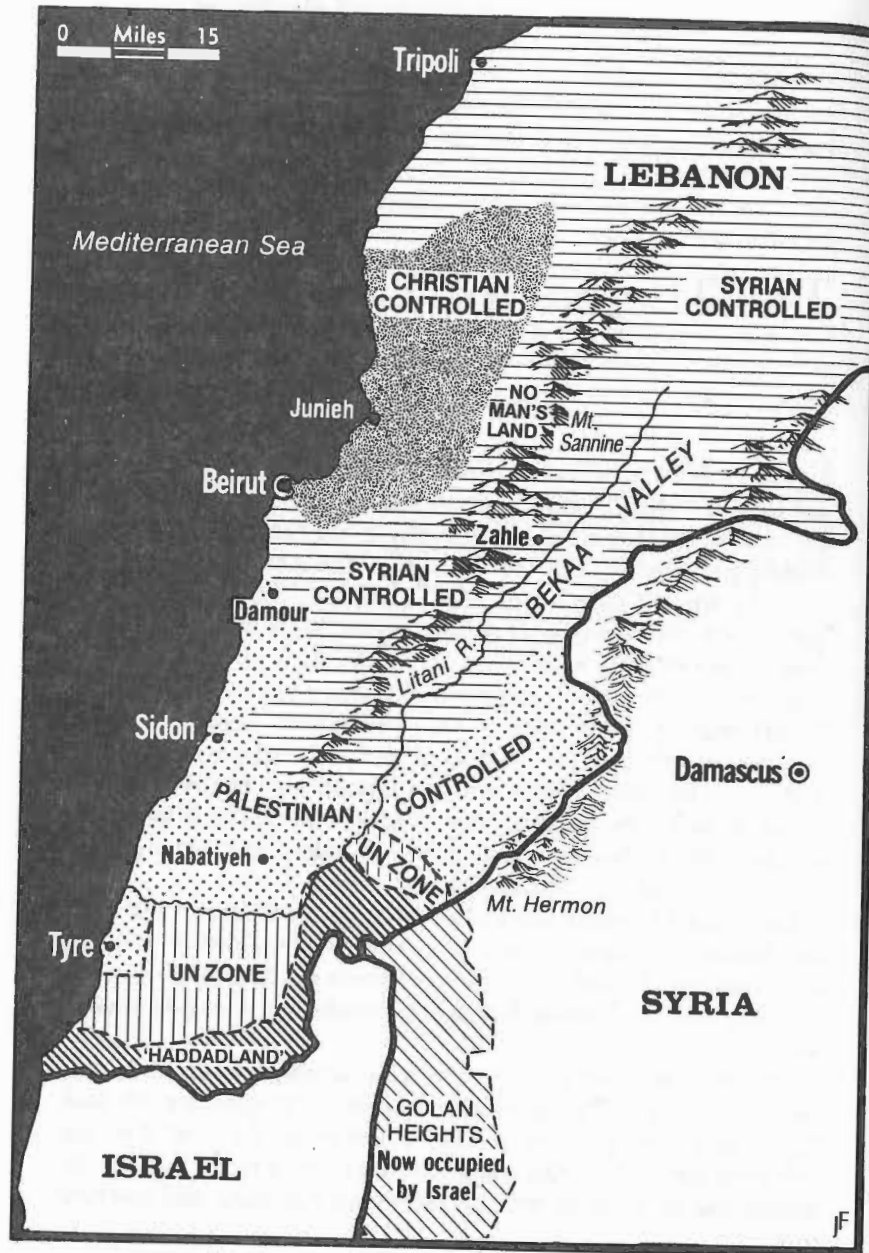 0 Miles 15
Tripoli
LEBANON
Mediterranean Sea
CHRISTIAN
CONTROLLED
SYRIAN
CONTROLLED
Junieh
NO
MAN'S
LAND
Mt.
Sannine
Beirut
BEKAA VALLEY
Zahle
SYRIAN
CONTROLLED
Damour
Litani R.
Sidon
PALESTINIAN CONTROLLED
Damascus
Nabatiyeh
UN ZONE
Mt. Hermon
Tyre
UN ZONE
SYRIA
'HADDADLAND'
GOLAN
HEIGHTS
Now occupied
by Israel
ISRAEL
JF